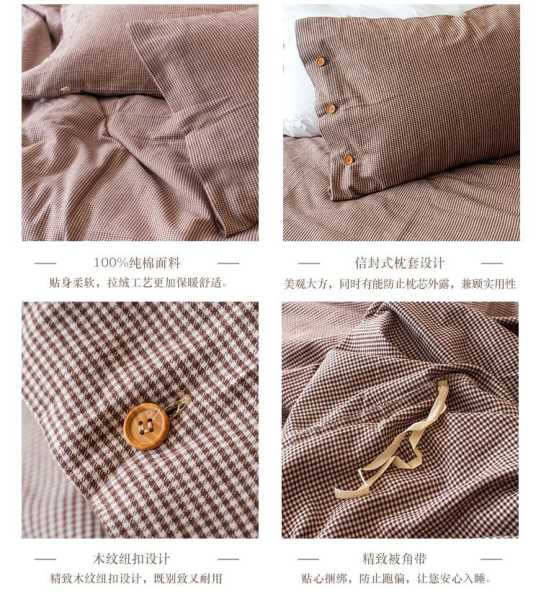 100%纯棉面料
贴身柔软，拉绒工艺更加保暖舒适。
信封式枕套设计
美观大方，同时有能防止枕芯外露，兼顾实用性
木纹纽扣设计
精致木纹纽扣设计，既别致又耐用
精致被角带
贴心捆绑，防止跑偏，让您安心入睡。